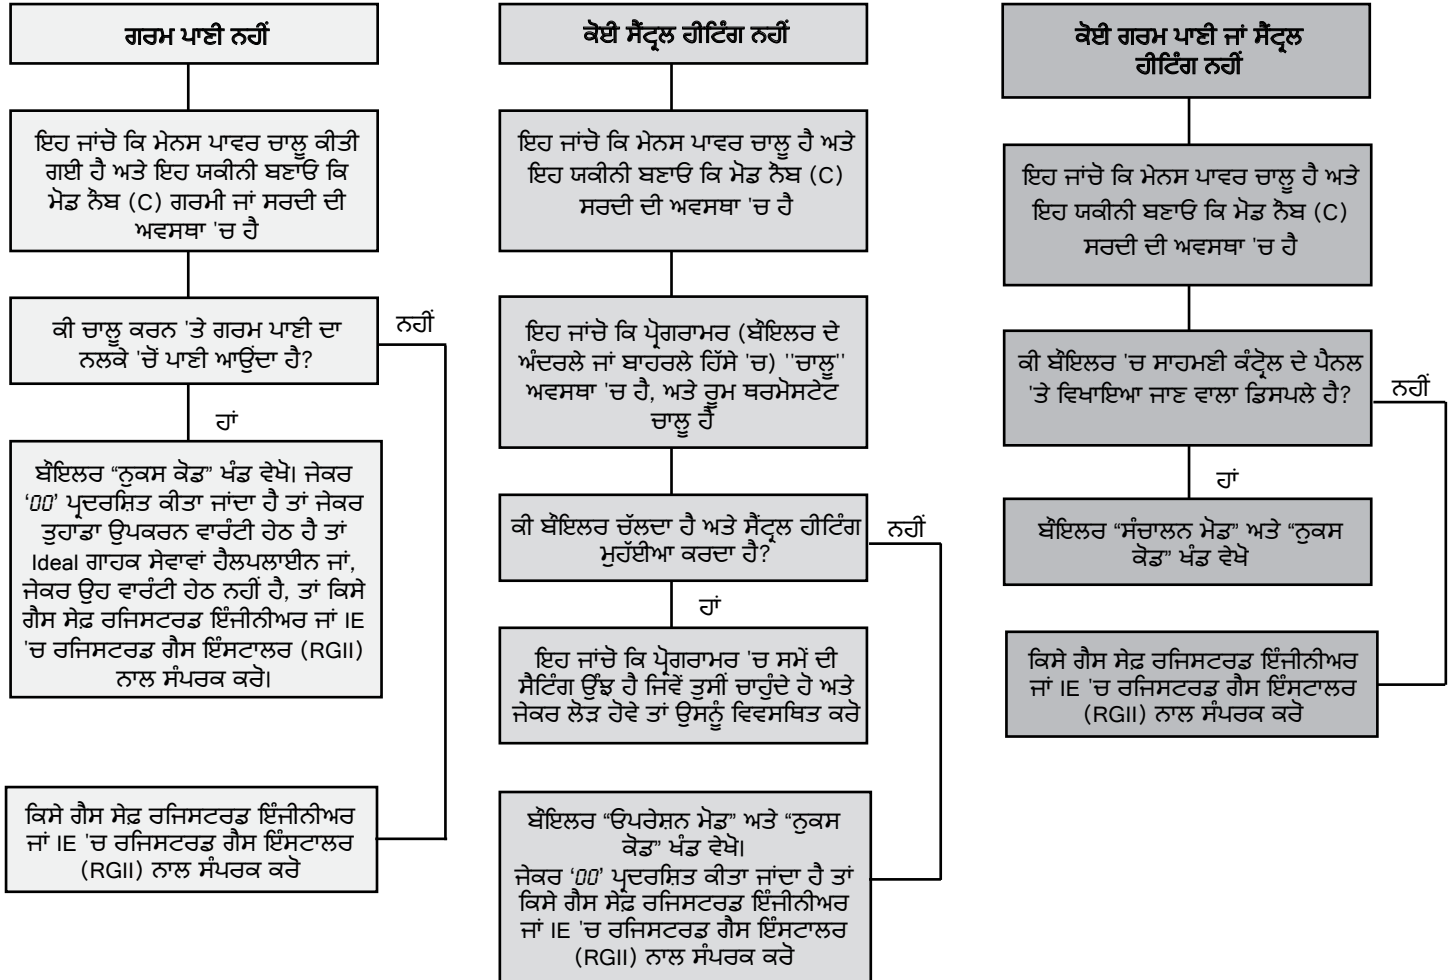 ਗਰਮ ਪਾਣੀ ਨਹੀਂ
ਇਹ ਜਾਂਚੋ ਕਿ ਮੇਨਸ ਪਾਵਰ ਚਾਲੂ ਕੀਤੀ
ਗਈ ਹੈ ਅਤੇ ਇਹ ਯਕੀਨੀ ਬਣਾਓ ਕਿ
ਮੋਡ ਨੌਬ (C) ਗਰਮੀ ਜਾਂ ਸਰਦੀ ਦੀ
ਅਵਸਥਾ 'ਚ ਹੈ
ਕੀ ਚਾਲੂ ਕਰਨ 'ਤੇ ਗਰਮ ਪਾਣੀ ਦਾ
ਨਲਕੇ 'ਚੋਂ ਪਾਣੀ ਆਉਂਦਾ ਹੈ?
ਨਹੀਂ
ਹਾਂ
ਬੌਇਲਰ “ਨੁਕਸ ਕੋਡ” ਖੰਡ ਵੇਖੋ। ਜੇਕਰ
‘00’ ਪ੍ਰਦਰਸ਼ਿਤ ਕੀਤਾ ਜਾਂਦਾ ਹੈ ਤਾਂ ਜੇਕਰ
ਤੁਹਾਡਾ ਉਪਕਰਨ ਵਾਰੰਟੀ ਹੇਠ ਹੈ ਤਾਂ
Ideal ਗਾਹਕ ਸੇਵਾਵਾਂ ਹੈਲਪਲਾਈਨ ਜਾਂ,
ਜੇਕਰ ਉਹ ਵਾਰੰਟੀ ਹੇਠ ਨਹੀਂ ਹੈ, ਤਾਂ ਕਿਸੇ
ਗੈਸ ਸੇਫ਼ ਰਜਿਸਟਰਡ ਇੰਜੀਨੀਅਰ ਜਾਂ IE
'ਚ ਰਜਿਸਟਰਡ ਗੈਸ ਇੰਸਟਾਲਰ (RGII)
ਨਾਲ ਸੰਪਰਕ ਕਰੋ।
ਕਿਸੇ ਗੈਸ ਸੇਫ਼ ਰਜਿਸਟਰਡ ਇੰਜੀਨੀਅਰ
ਜਾਂ IE 'ਚ ਰਜਿਸਟਰਡ ਗੈਸ ਇੰਸਟਾਲਰ
(RGII) ਨਾਲ ਸੰਪਰਕ ਕਰੋ
ਕੋਈ ਸੈਂਟ੍ਰਲ ਹੀਟਿੰਗ ਨਹੀਂ
ਇਹ ਜਾਂਚੋ ਕਿ ਮੇਨਸ ਪਾਵਰ ਚਾਲੂ ਹੈ ਅਤੇ
ਇਹ ਯਕੀਨੀ ਬਣਾਓ ਕਿ ਮੋਡ ਨੌਬ (C)
ਸਰਦੀ ਦੀ ਅਵਸਥਾ 'ਚ ਹੈ
ਇਹ ਜਾਂਚੋ ਕਿ ਪ੍ਰੋਗਰਾਮਰ (ਬੌਇਲਰ ਦੇ
ਅੰਦਰਲੇ ਜਾਂ ਬਾਹਰਲੇ ਹਿੱਸੇ 'ਚ) ''ਚਾਲੂ''
ਅਵਸਥਾ 'ਚ ਹੈ, ਅਤੇ ਰੂਮ ਥਰਮੋਸਟੇਟ
ਚਾਲੂ ਹੈ
ਕੀ ਬੌਇਲਰ ਚੱਲਦਾ ਹੈ ਅਤੇ ਸੈਂਟ੍ਰਲ ਹੀਟਿੰਗ
ਮੁਹੱਈਆ ਕਰਦਾ ਹੈ?
ਨਹੀਂ
ਹਾਂ
ਇਹ ਜਾਂਚੋ ਕਿ ਪ੍ਰੋਗਰਾਮਰ 'ਚ ਸਮੇਂ ਦੀ
ਸੈਟਿੰਗ ਉਂਝ ਹੈ ਜਿਵੇਂ ਤੁਸੀਂ ਚਾਹੁੰਦੇ ਹੋ ਅਤੇ
ਜੇਕਰ ਲੋੜ ਹੋਵੇ ਤਾਂ ਉਸਨੂੰ ਵਿਵਸਥਿਤ ਕਰੋ
ਬੌਇਲਰ “ਓਪਰੇਸ਼ਨ ਮੋਡ” ਅਤੇ “ਨੁਕਸ
ਕੋਡ” ਖੰਡ ਵੇਖੋ।
ਜੇਕਰ ‘00’ ਪ੍ਰਦਰਸ਼ਿਤ ਕੀਤਾ ਜਾਂਦਾ ਹੈ ਤਾਂ
ਕਿਸੇ ਗੈਸ ਸੇਫ਼ ਰਜਿਸਟਰਡ ਇੰਜੀਨੀਅਰ
ਜਾਂ IE 'ਚ ਰਜਿਸਟਰਡ ਗੈਸ ਇੰਸਟਾਲਰ
(RGII) ਨਾਲ ਸੰਪਰਕ ਕਰੋ
ਕੋਈ ਗਰਮ ਪਾਣੀ ਜਾਂ ਸੈਂਟ੍ਰਲ
ਹੀਟਿੰਗ ਨਹੀਂ
ਇਹ ਜਾਂਚੋ ਕਿ ਮੇਨਸ ਪਾਵਰ ਚਾਲੂ ਹੈ ਅਤੇ
ਇਹ ਯਕੀਨੀ ਬਣਾਓ ਕਿ ਮੋਡ ਨੌਬ (C)
ਸਰਦੀ ਦੀ ਅਵਸਥਾ 'ਚ ਹੈ
ਕੀ ਬੌਇਲਰ 'ਚ ਸਾਹਮਣੀ ਕੰਟ੍ਰੋਲ ਦੇ ਪੈਨਲ
'ਤੇ ਵਿਖਾਇਆ ਜਾਣ ਵਾਲਾ ਡਿਸਪਲੇ ਹੈ?
ਨਹੀਂ
ਹਾਂ
ਬੌਇਲਰ “ਸੰਚਾਲਨ ਮੋਡ” ਅਤੇ “ਨੁਕਸ
ਕੋਡ” ਖੰਡ ਵੇਖੋ
ਕਿਸੇ ਗੈਸ ਸੇਫ਼ ਰਜਿਸਟਰਡ ਇੰਜੀਨੀਅਰ
ਜਾਂ IE 'ਚ ਰਜਿਸਟਰਡ ਗੈਸ ਇੰਸਟਾਲਰ
(RGII) ਨਾਲ ਸੰਪਰਕ ਕਰੋ